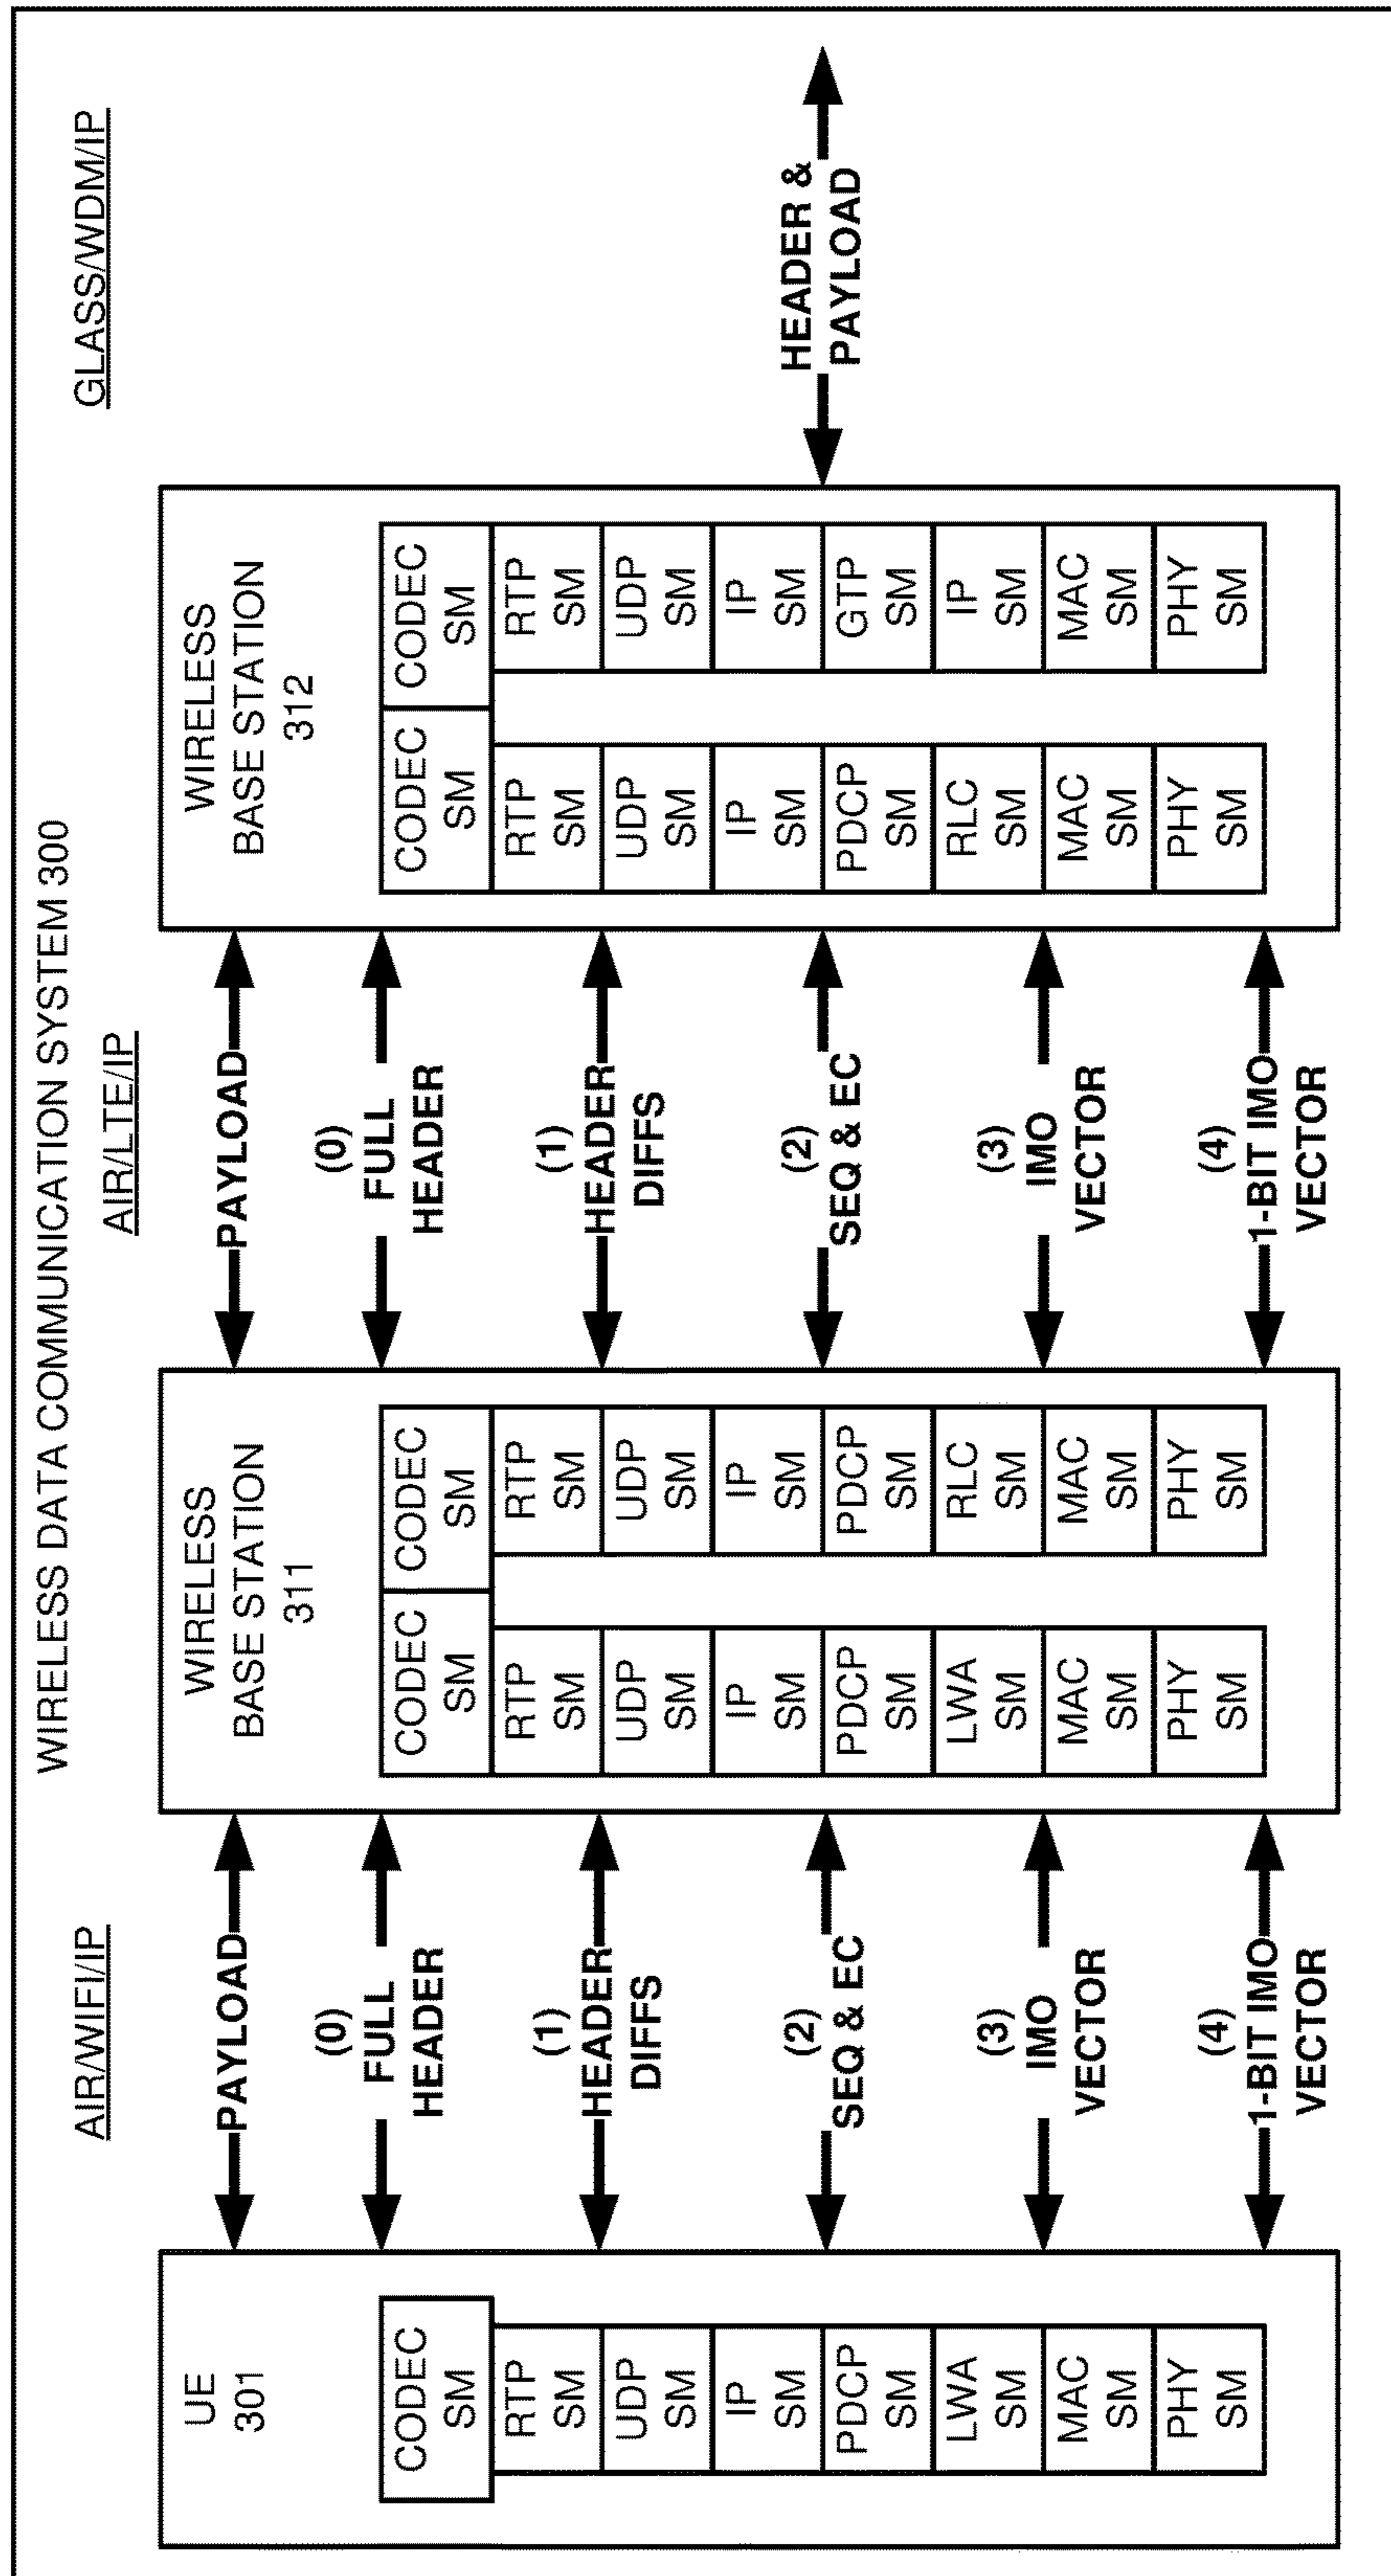 WIRELESS DATA COMMUNICATION SYSTEM 300
AIR/WIFI/IP
AIR/LTE/IP
GLASS/WDM/IP
UE
301
CODEC
SM
RTP
SM
UDP
SM
IP
SM
PDCP
SM
LWA
SM
MAC
SM
PHY
SM
PAYLOAD
(0)
FULL
HEADER
(1)
HEADER
DIFFS
(2)
SEQ & EC
(3)
IMO
VECTOR
(4)
1-BIT IMO
VECTOR
WIRELESS
BASE STATION
311
CODEC
SM
RTP
SM
UDP
SM
IP
SM
PDCP
SM
LWA
SM
MAC
SM
PHY
SM
CODEC
SM
RTP
SM
UDP
SM
IP
SM
PDCP
SM
RLC
SM
MAC
SM
PHY
SM
PAYLOAD
(0)
FULL
HEADER
(1)
HEADER
DIFFS
(2)
SEQ & EC
(3)
IMO
VECTOR
(4)
1-BIT IMO
VECTOR
WIRELESS
BASE STATION
312
CODEC
SM
RTP
SM
UDP
SM
IP
SM
PDCP
SM
RLC
SM
MAC
SM
PHY
SM
CODEC
SM
RTP
SM
UDP
SM
IP
SM
GTP
SM
IP
SM
MAC
SM
PHY
SM
HEADER &
PAYLOAD